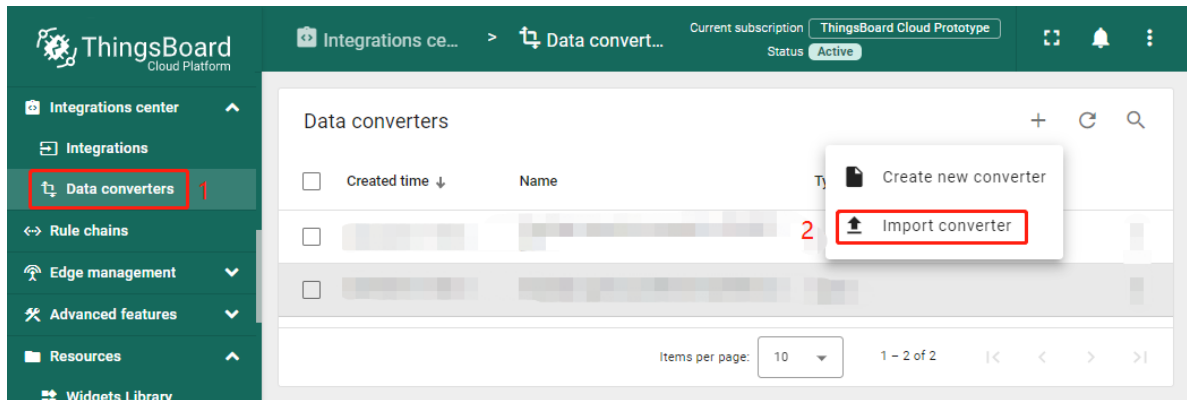 ThingsBoard
Cloud Platform
Integrations center
Integrations
Data converters 1
Rule chains
Edge management
Advanced features
Resources
Widgets Library
Integrations ce... > Data convert...
Current subscription ThingsBoard Cloud Prototype
Status Active
Data converters
Created time Name
Create new converter
2 Import converter
Items per page: 10 1 – 2 of 2